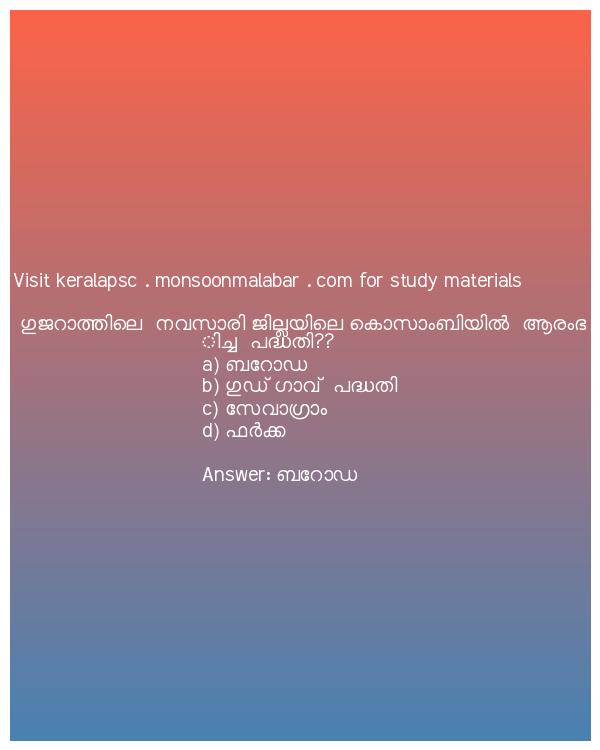 Visit keralapsc . monsoonmalabar . com for study materials
ഗുജറാത്തിലെ നവസാരി ജില്ലയിലെ കൊസാംബിയിൽ ആരംഭ
ിച്ച പദ്ധതി??
a) ബറോഡ
b) ഗുഡ് ഗാവ് പദ്ധതി
c) സേവാഗ്രാം
d) ഫർക്ക
Answer: ബറോഡ